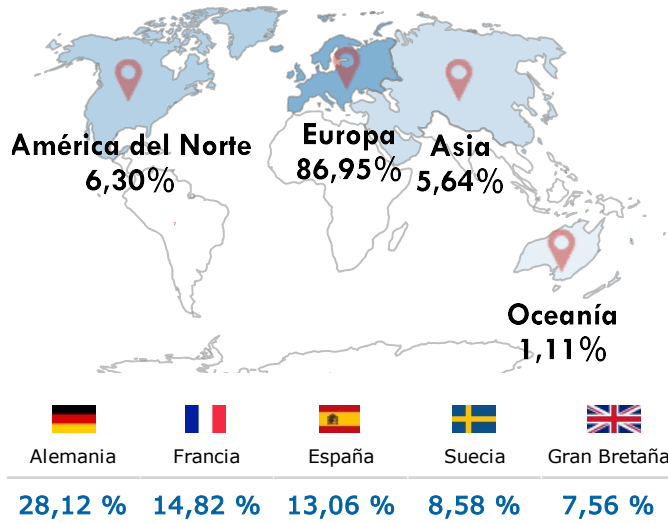 América del Norte
6,30%
Europa
86,95%
Asia
5,64%
Oceanía
1,11%
Alemania Francia España Suecia Gran Bretaña
28,12 % 14,82 % 13,06 % 8,58 % 7,56 %